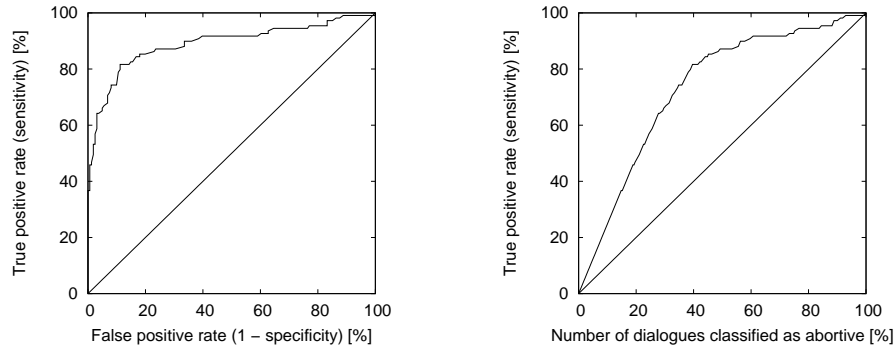 True positive rate (sensitivity) [%]
100
80
60
40
20
0
0 20 40 60 80 100
False positive rate (1 − specificity) [%]
True positive rate (sensitivity) [%]
100
80
60
40
20
0
0 20 40 60 80 100
Number of dialogues classified as abortive [%]